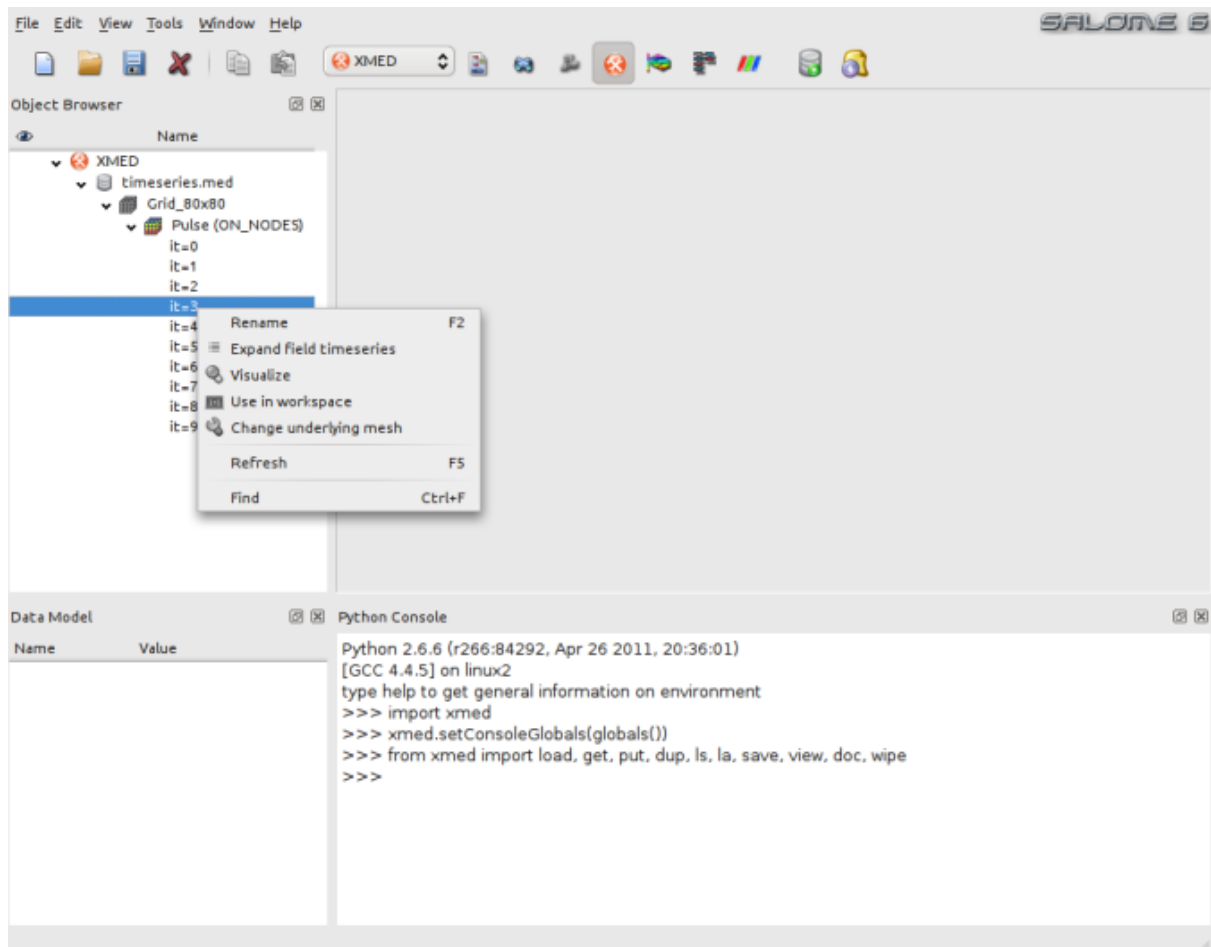 File Edit View Tools Window Help
SALOME 6
XMED
Object Browser
Name
XMED
timeseries.med
Grid_80x80
Pulse (ON_NODES)
it=0
it=1
it=2
it=3
it=4
it=5
it=6
it=7
it=8
it=9
Rename F2
Expand field timeseries
Visualize
Use in workspace
Change underlying mesh
Refresh F5
Find Ctrl+F
Data Model
Name Value
Python Console
Python 2.6.6 (r266:84292, Apr 26 2011, 20:36:01)
[GCC 4.4.5] on linux2
type help to get general information on environment
>>> import xmed
>>> xmed.setConsoleGlobals(globals())
>>> from xmed import load, get, put, dup, ls, la, save, view, doc, wipe
>>>